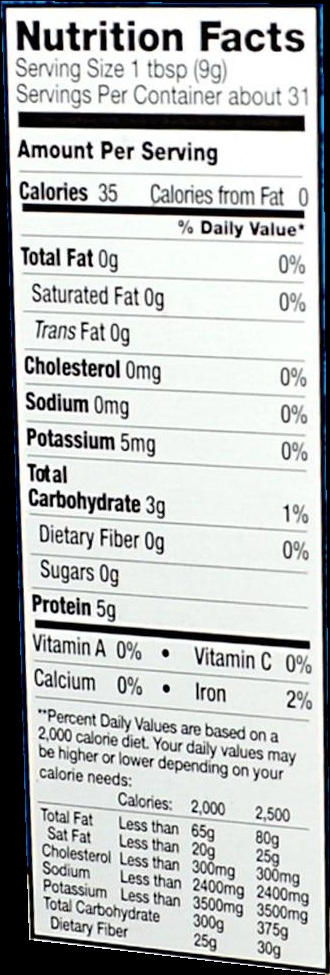 Nutrition Facts
Serving Size 1 tbsp (9g)
Servings Per Container about 31
Amount Per Serving
Calories 35 Calories from Fat 0
% Daily Value*
Total Fat 0g 0%
Saturated Fat 0g 0%
Trans Fat 0g
Cholesterol 0mg 0%
Sodium 0mg 0%
Potassium 5mg 0%
Total
Carbohydrate 3g 1%
Dietary Fiber 0g 0%
Sugars 0g
Protein 5g
Vitamin A 0% • Vitamin C 0%
Calcium 0% • Iron 2%
**Percent Daily Values are based on a
2,000 calorie diet. Your daily values may
be higher or lower depending on your
calorie needs:
Calories: 2,000 2,500
Total Fat Less than 65g 80g
Sat Fat Less than 20g 25g
Cholesterol Less than 300mg 300mg
Sodium Less than 2400mg 2400mg
Potassium Less than 3500mg 3500mg
Total Carbohydrate 300g 375g
Dietary Fiber 25g 30g